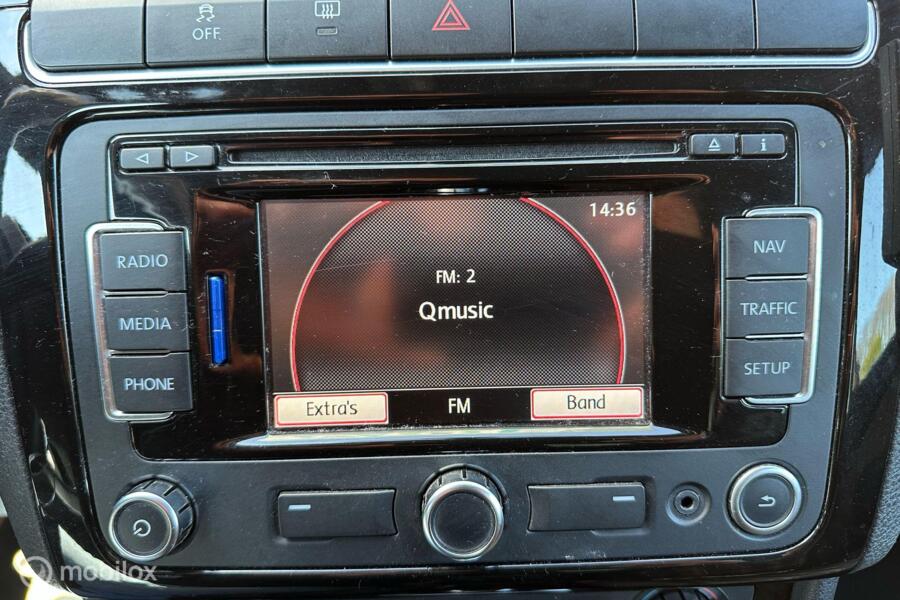 OFF
i
14:36
RADIO
NAV
FM: 2
Qmusic
MEDIA
TRAFFIC
PHONE
SETUP
Extra's
FM
Band
mobilox